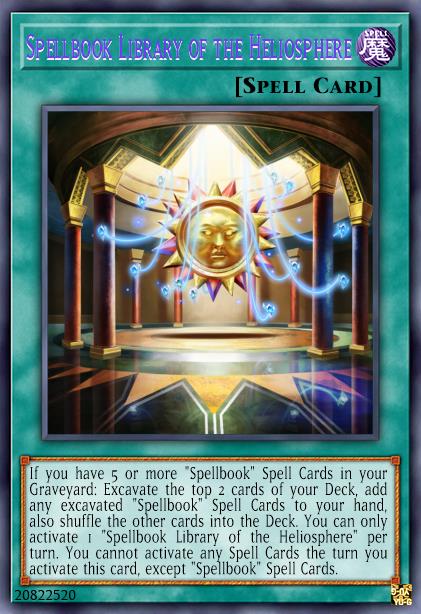 Spellbook Library of the Heliosphere
SPELL
魔
[Spell Card]
If you have 5 or more "Spellbook" Spell Cards in your
Graveyard: Excavate the top 2 cards of your Deck, add
any excavated "Spellbook" Spell Cards to your hand,
also shuffle the other cards into the Deck. You can only
activate 1 "Spellbook Library of the Heliosphere" per
turn. You cannot activate any Spell Cards the turn you
activate this card, except "Spellbook" Spell Cards.
20822520